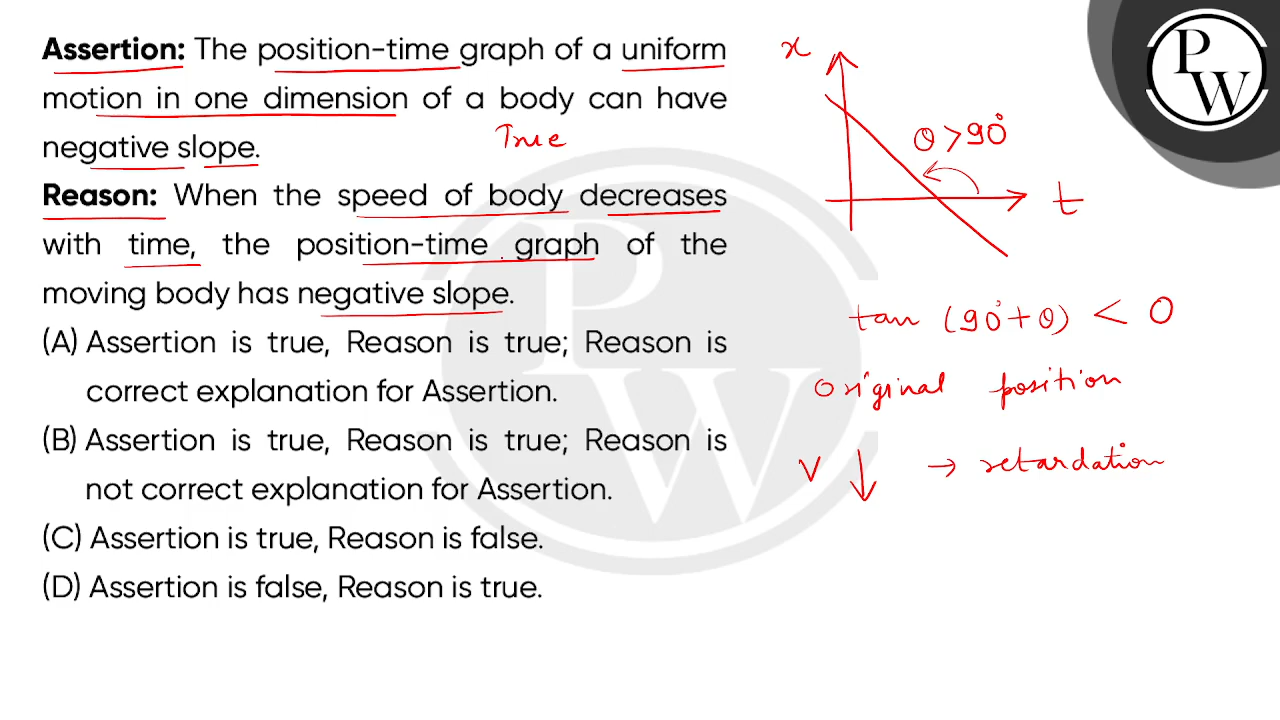 Assertion: The position-time graph of a uniform
motion in one dimension of a body can have
negative slope.
True
Reason: When the speed of body decreases
with time, the position-time graph of the
moving body has negative slope.
(A) Assertion is true, Reason is true; Reason is
correct explanation for Assertion.
(B) Assertion is true, Reason is true; Reason is
not correct explanation for Assertion.
(C) Assertion is true, Reason is false.
(D) Assertion is false, Reason is true.
x
θ > 90°
t
tan (90° + θ) < 0
Original position
V ↓ → retardation
PW
PW